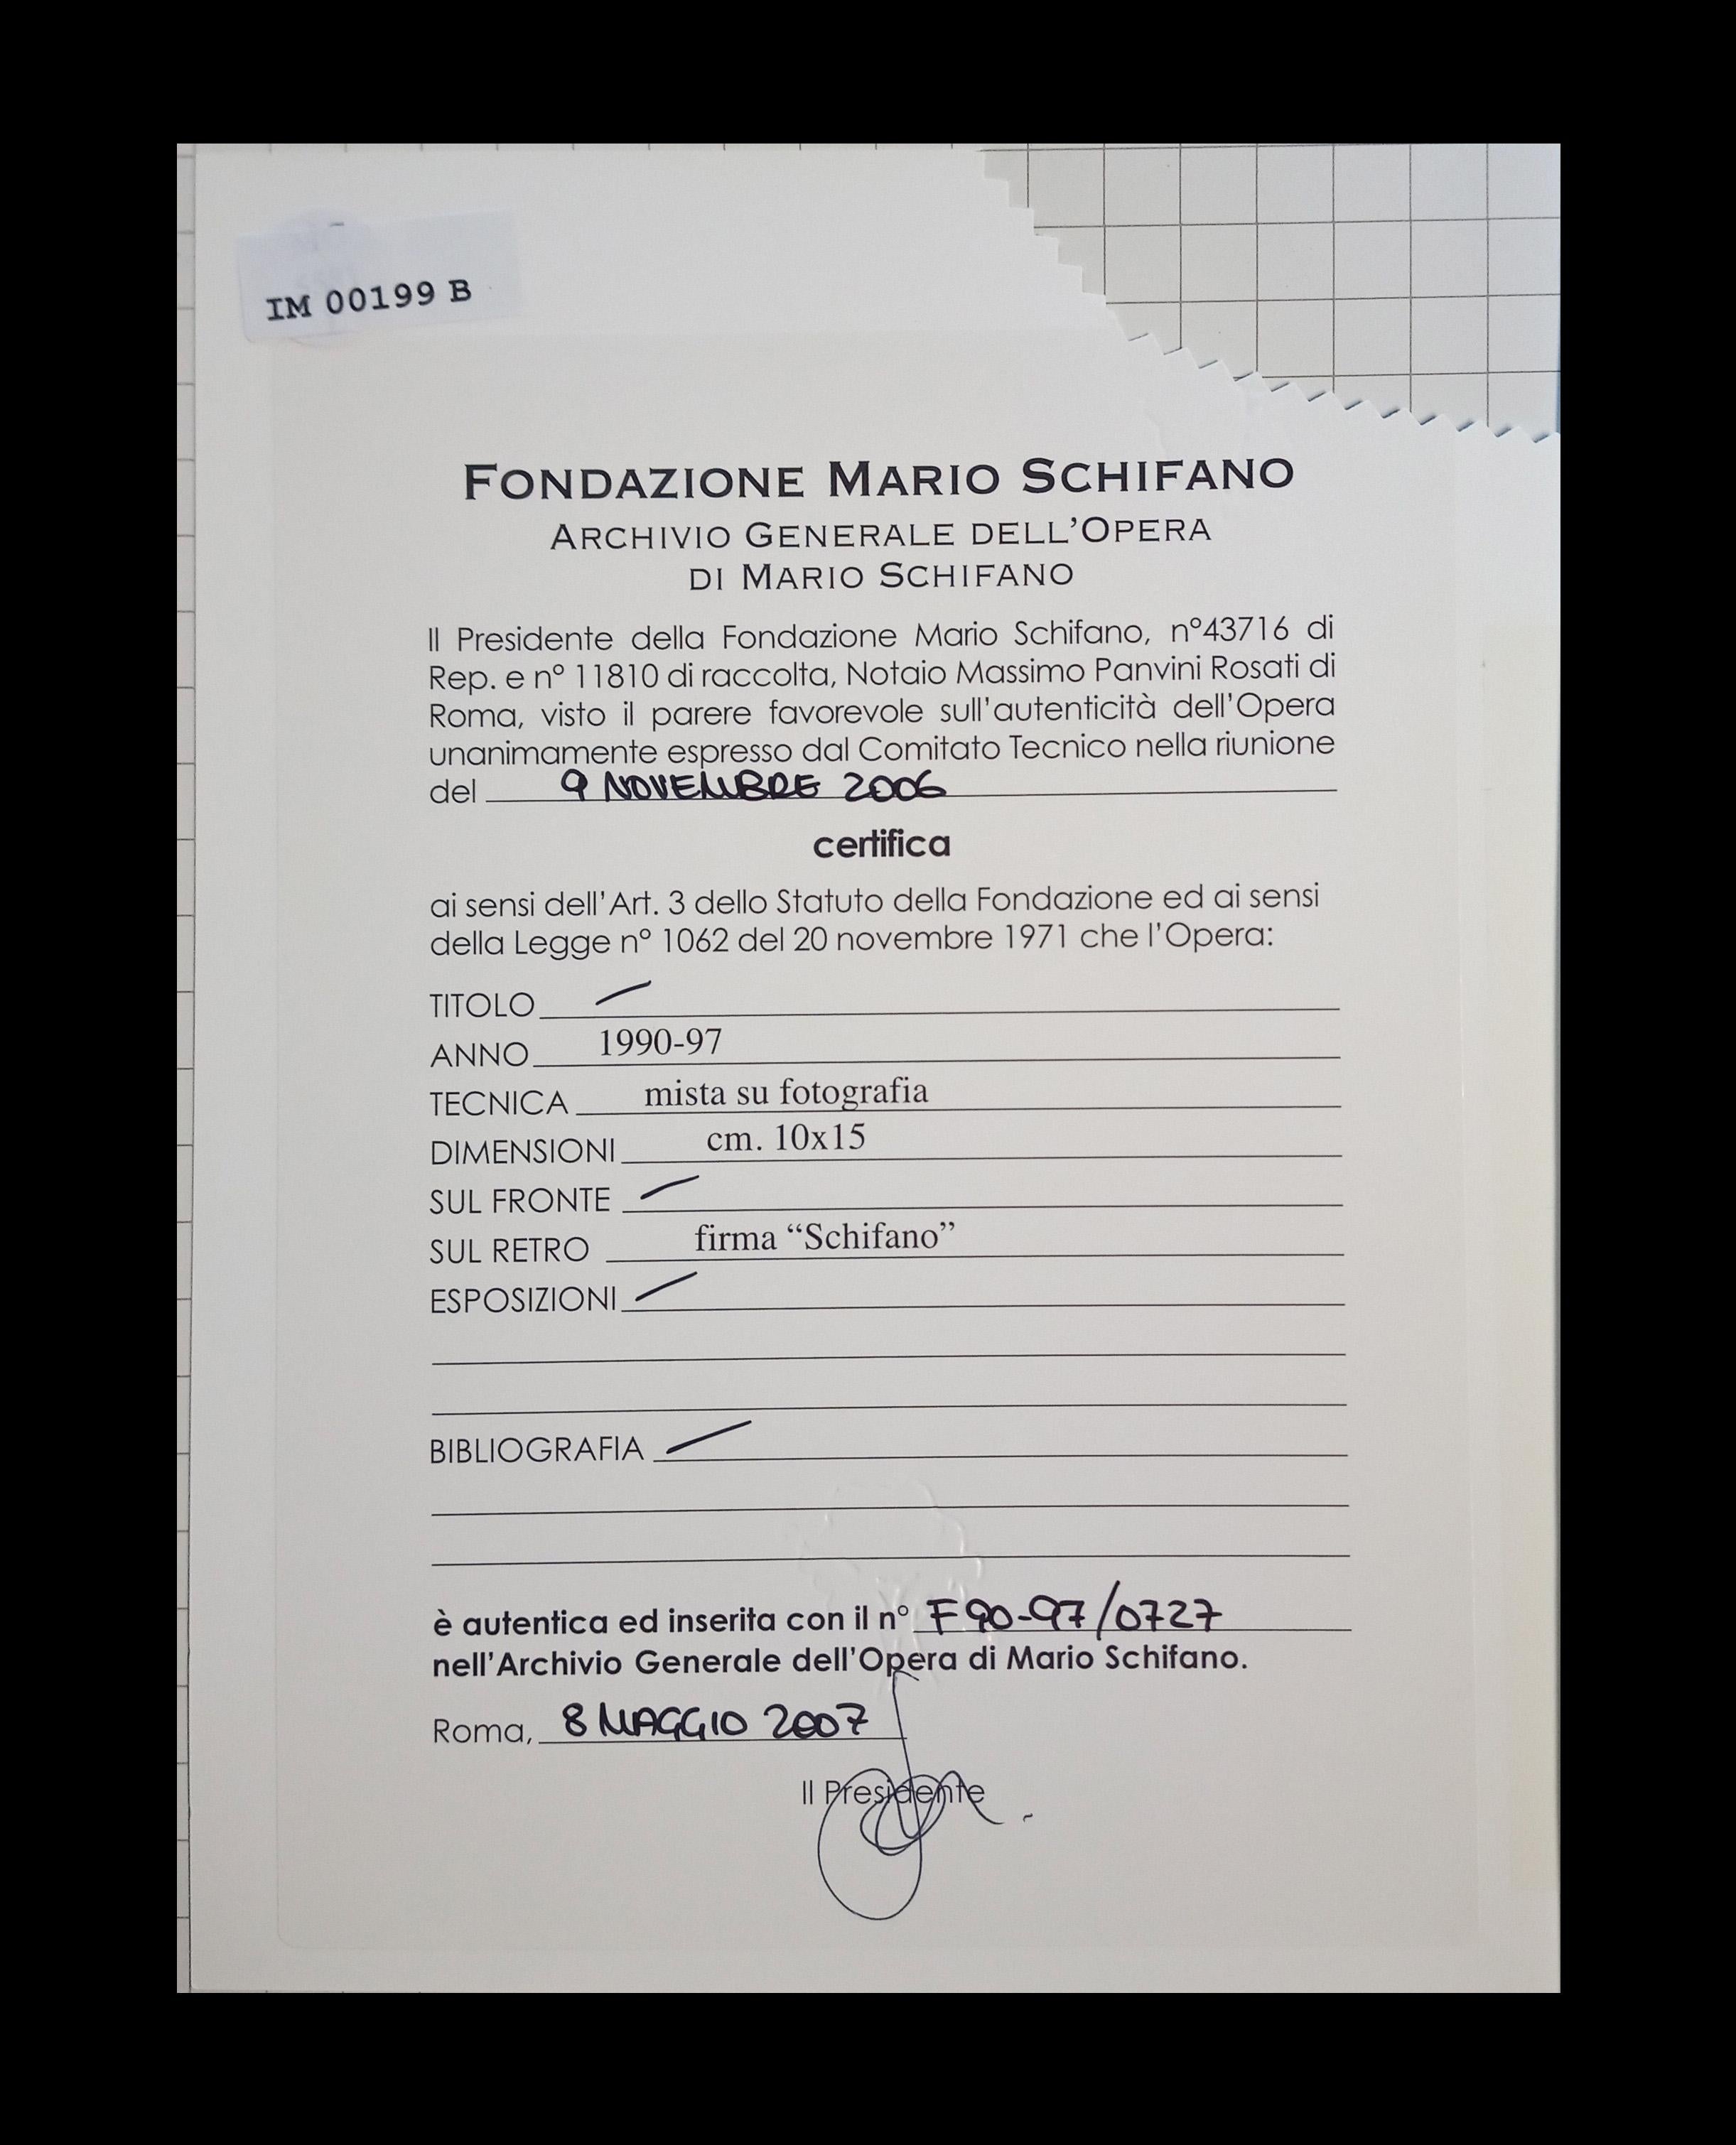 IM 00199 B
FONDAZIONE MARIO SCHIFANO
ARCHIVIO GENERALE DELL'OPERA
DI MARIO SCHIFANO
Il Presidente della Fondazione Mario Schifano, n°43716 di
Rep. e n° 11810 di raccolta, Notaio Massimo Panvini Rosati di
Roma, visto il parere favorevole sull'autenticità dell'Opera
unanimamente espresso dal Comitato Tecnico nella riunione
del 9 NOVEMBRE 2006
certifica
ai sensi dell'Art. 3 dello Statuto della Fondazione ed ai sensi
della Legge n° 1062 del 20 novembre 1971 che l'Opera:
TITOLO
ANNO 1990-97
TECNICA mista su fotografia
DIMENSIONI cm. 10x15
SUL FRONTE
SUL RETRO firma “Schifano”
ESPOSIZIONI
BIBLIOGRAFIA
è autentica ed inserita con il n° F90-97/0727
nell'Archivio Generale dell'Opera di Mario Schifano.
Roma, 8 MAGGIO 2007
Il Presidente